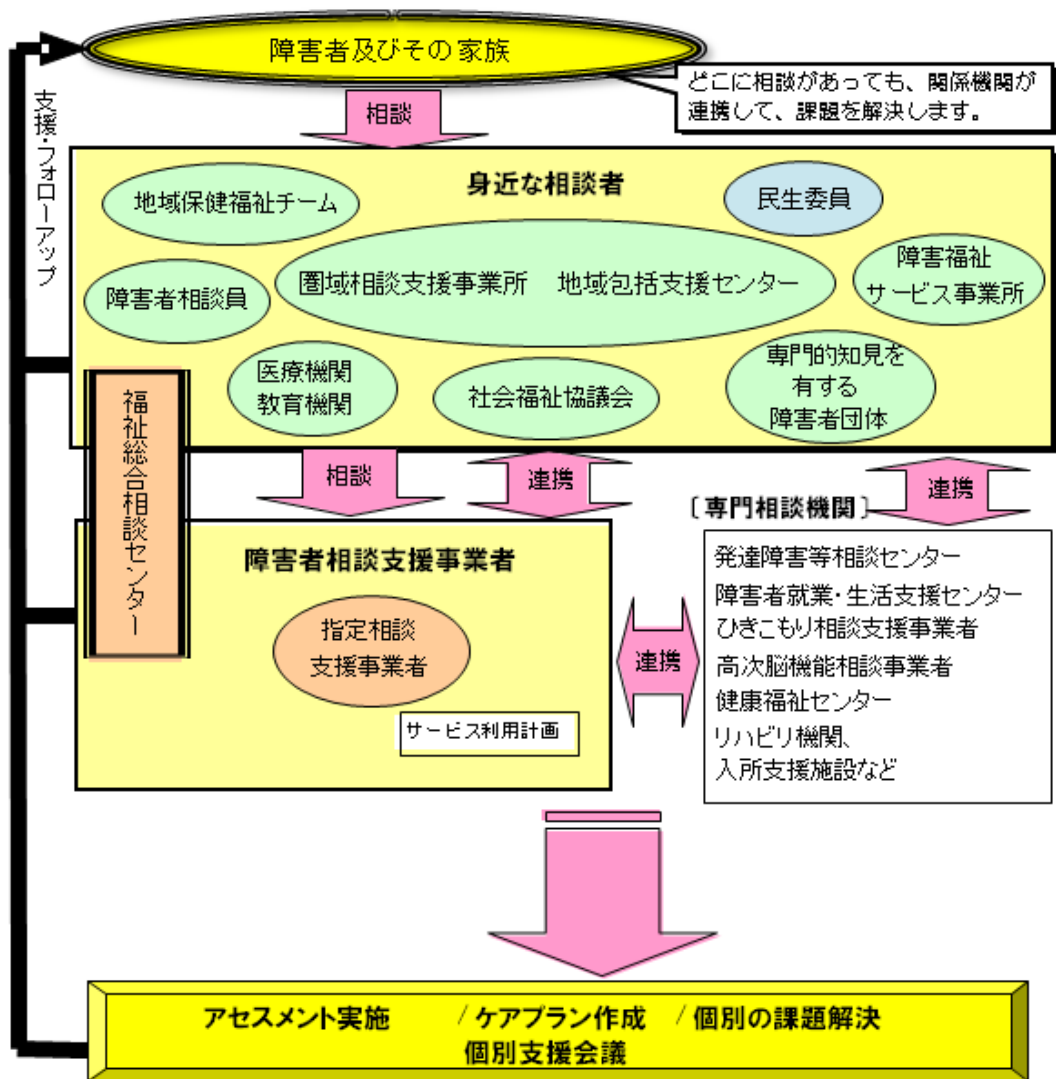 障害者及びその家族
どこに相談があっても、関係機関が
連携して、課題を解決します。
相談
支援・フォローアップ
身近な相談者
地域保健福祉チーム
民生委員
圏域相談支援事業所 地域包括支援センター
障害福祉
サービス事業所
障害者相談員
医療機関
教育機関
社会福祉協議会
専門的知見を
有する
障害者団体
福祉総合相談センター
相談
連携
連携
〔専門相談機関〕
障害者相談支援事業者
指定相談
支援事業者
サービス利用計画
連携
発達障害等相談センター
障害者就業・生活支援センター
ひきこもり相談支援事業者
高次脳機能相談事業者
健康福祉センター
リハビリ機関、
入所支援施設など
アセスメント実施 /ケアプラン作成 /個別の課題解決
個別支援会議